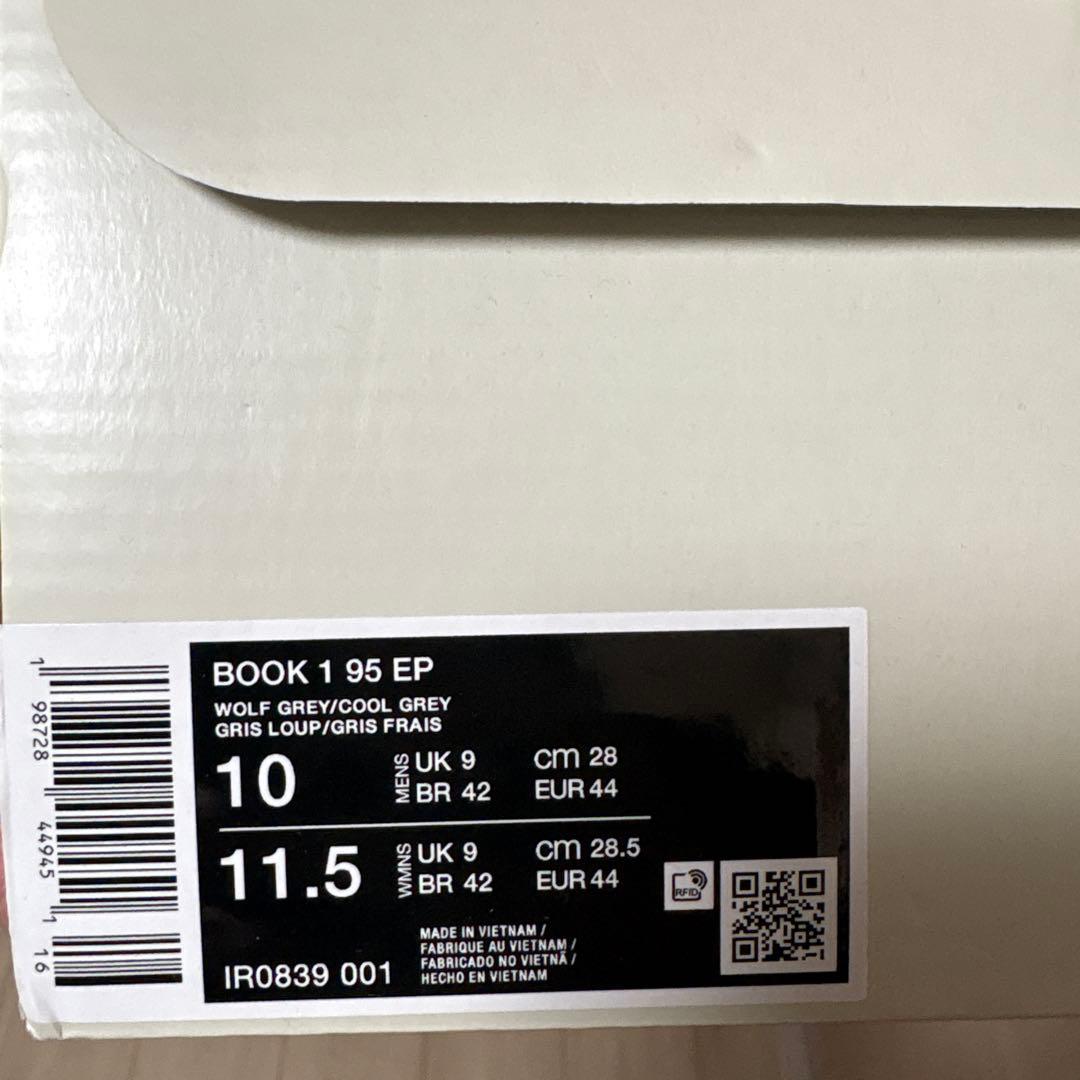 BOOK 1 95 EP
WOLF GREY/COOL GREY
GRIS LOUP/GRIS FRAIS
10 MENS UK 9 cm 28
BR 42 EUR 44
11.5 WMNS UK 9 cm 28.5
BR 42 EUR 44
RFID
MADE IN VIETNAM /
FABRIQUE AU VIETNAM /
FABRICADO NO VIETNÃ /
HECHO EN VIETNAM
IR0839 001
1 98728 44945 1 16